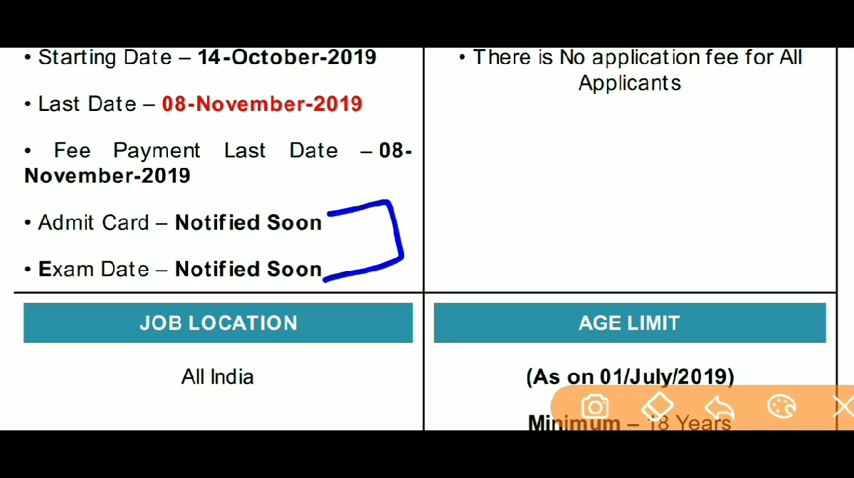 • Starting Date – 14-October-2019
• Last Date – 08-November-2019
• Fee Payment Last Date – 08-
November-2019
• Admit Card – Notified Soon
• Exam Date – Notified Soon
• There is No application fee for All
Applicants
JOB LOCATION
All India
AGE LIMIT
(As on 01/July/2019)
Minimum – 18 Years